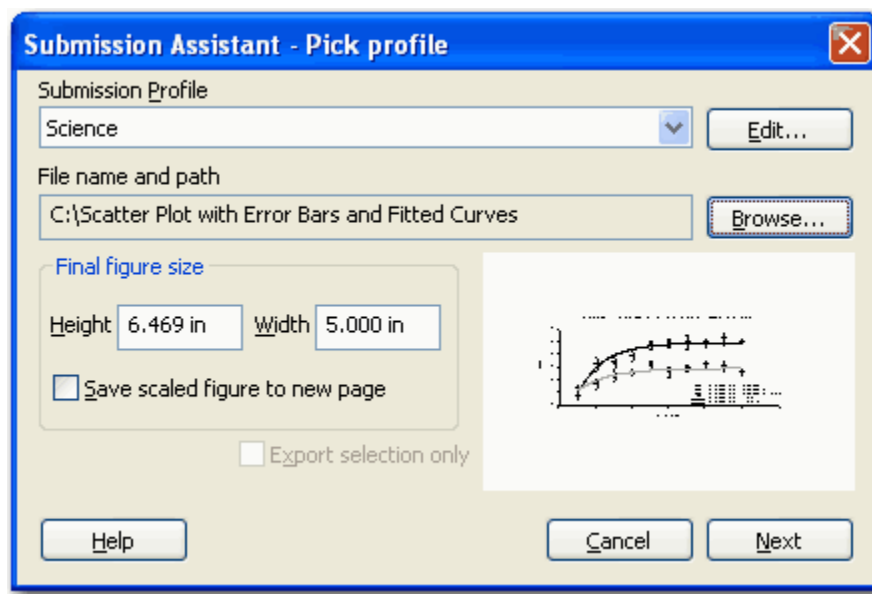 Submission Assistant - Pick profile
Submission Profile
Science
Edit...
File name and path
C:\Scatter Plot with Error Bars and Fitted Curves
Browse...
Final figure size
Height 6.469 in Width 5.000 in
Save scaled figure to new page
Export selection only
Help Cancel Next